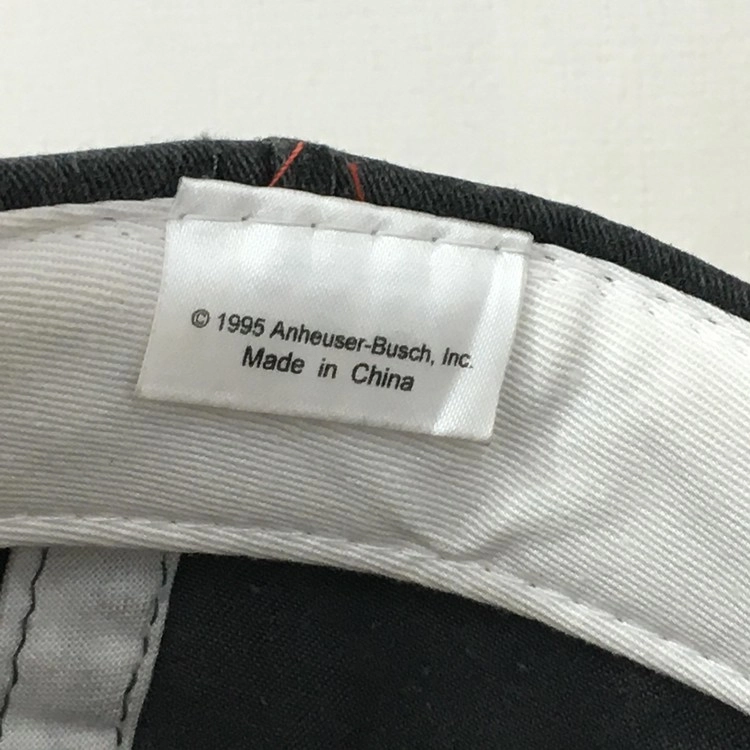 © 1995 Anheuser-Busch, Inc.
Made in China